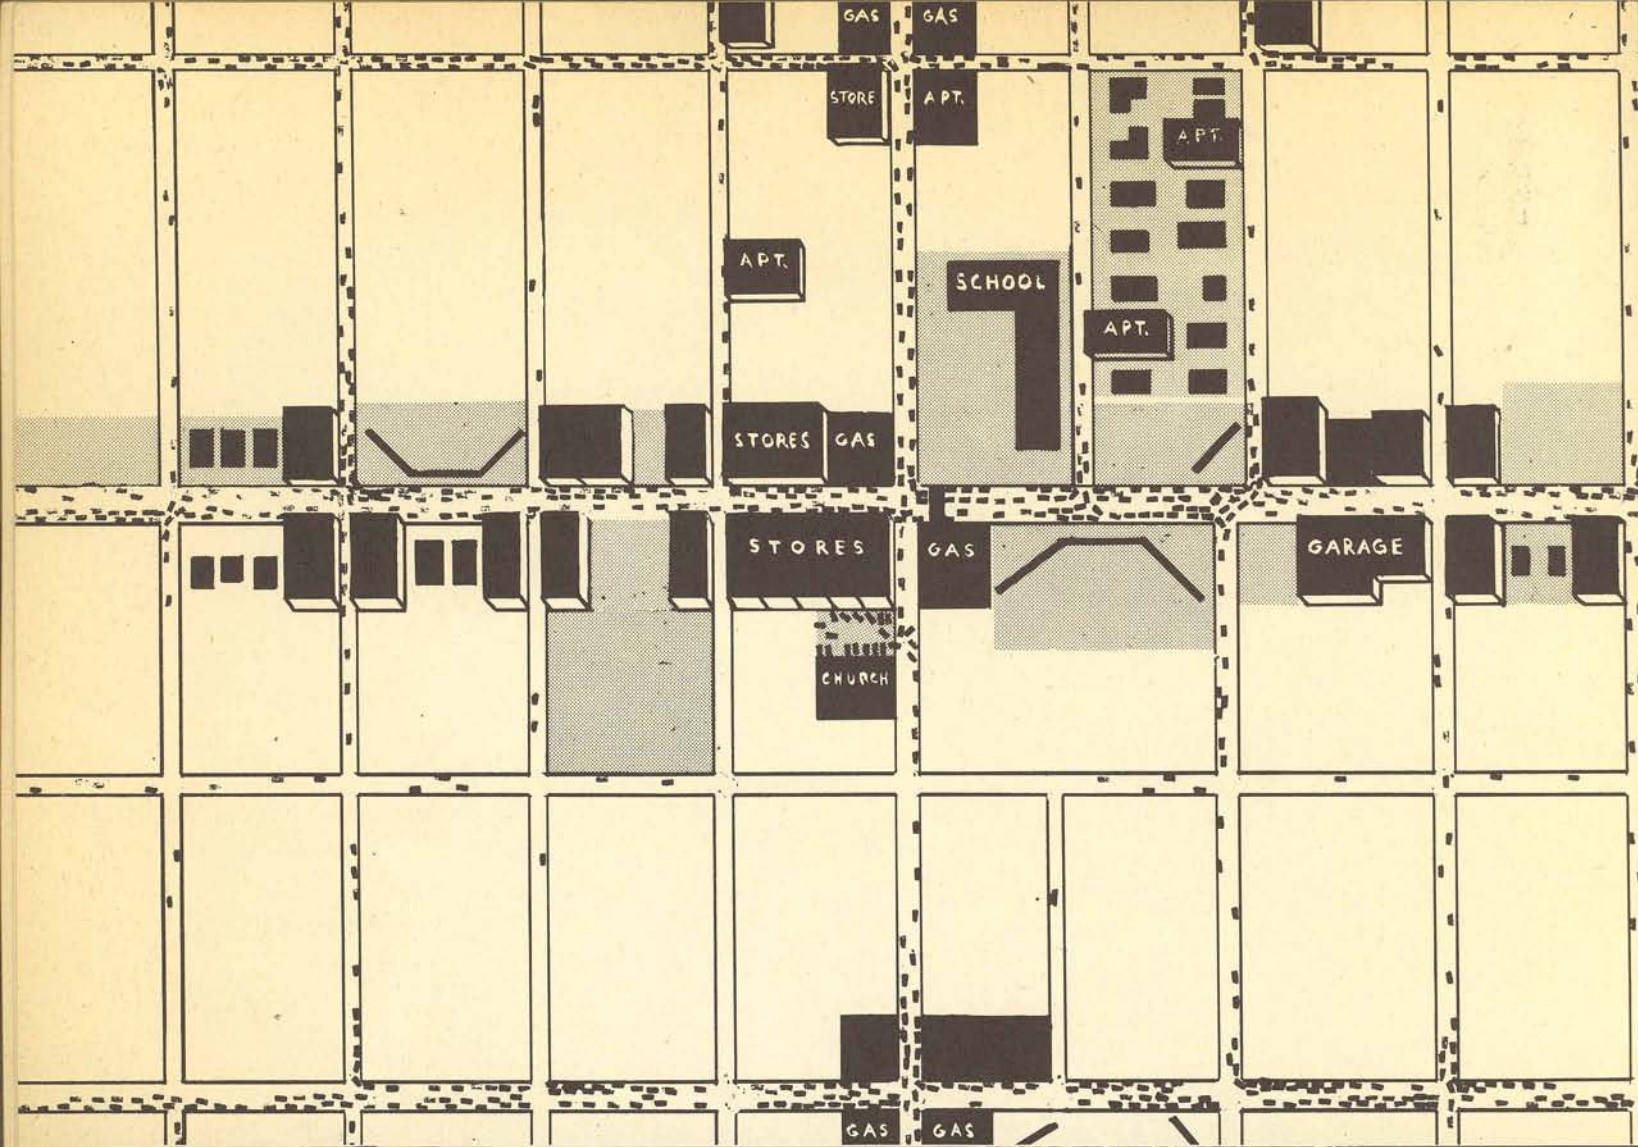 GAS
GAS
STORE
APT.
APT.
APT.
SCHOOL
APT.
STORES
GAS
STORES
GAS
GARAGE
CHURCH
GAS
GAS